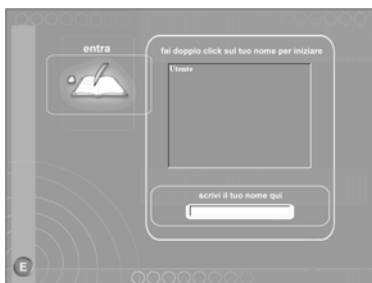 entra
fai doppio click sul tuo nome per iniziare
Utente
scrivi il tuo nome qui
E